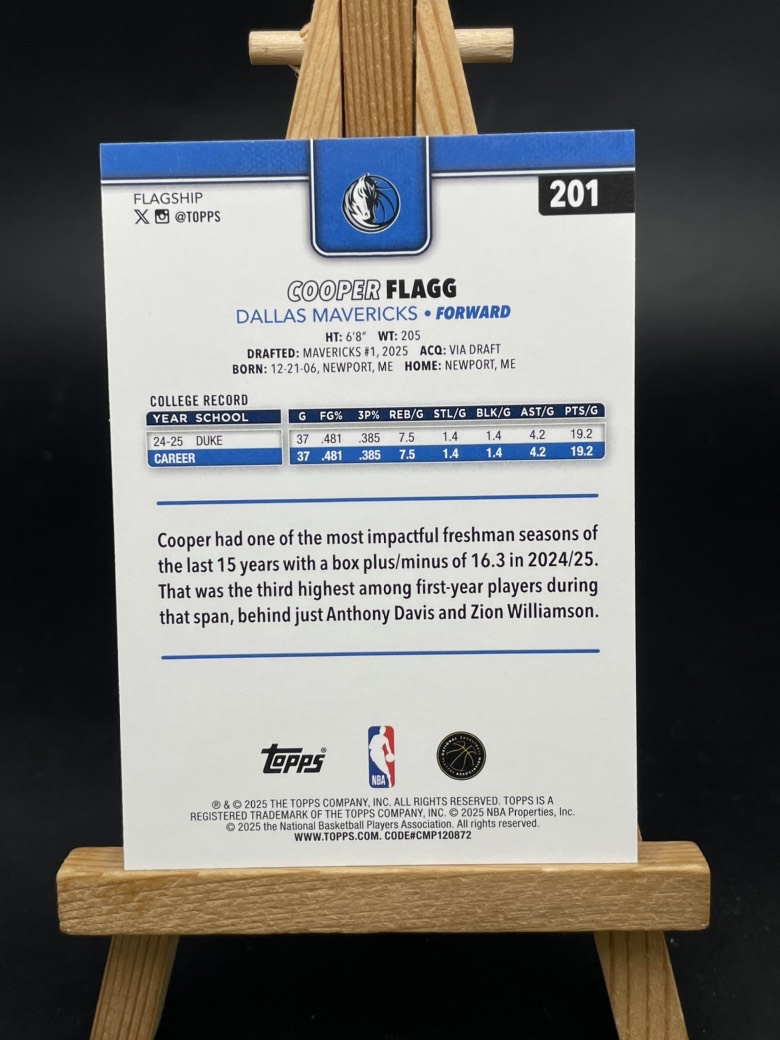 FLAGSHIP
@TOPPS
201
COOPER FLAGG
DALLAS MAVERICKS • FORWARD
HT: 6'8" WT: 205
DRAFTED: MAVERICKS #1, 2025 ACQ: VIA DRAFT
BORN: 12-21-06, NEWPORT, ME HOME: NEWPORT, ME
COLLEGE RECORD
YEAR SCHOOL G FG% 3P% REB/G STL/G BLK/G AST/G PTS/G
24-25 DUKE 37 .481 .385 7.5 1.4 1.4 4.2 19.2
CAREER 37 .481 .385 7.5 1.4 1.4 4.2 19.2
Cooper had one of the most impactful freshman seasons of
the last 15 years with a box plus/minus of 16.3 in 2024/25.
That was the third highest among first-year players during
that span, behind just Anthony Davis and Zion Williamson.
topps®
NBA
NATIONAL BASKETBALL
ASSOCIATION
® & © 2025 THE TOPPS COMPANY, INC. ALL RIGHTS RESERVED. TOPPS IS A
REGISTERED TRADEMARK OF THE TOPPS COMPANY, INC. © 2025 NBA Properties, Inc.
© 2025 the National Basketball Players Association. All rights reserved.
WWW.TOPPS.COM. CODE#CMP120872